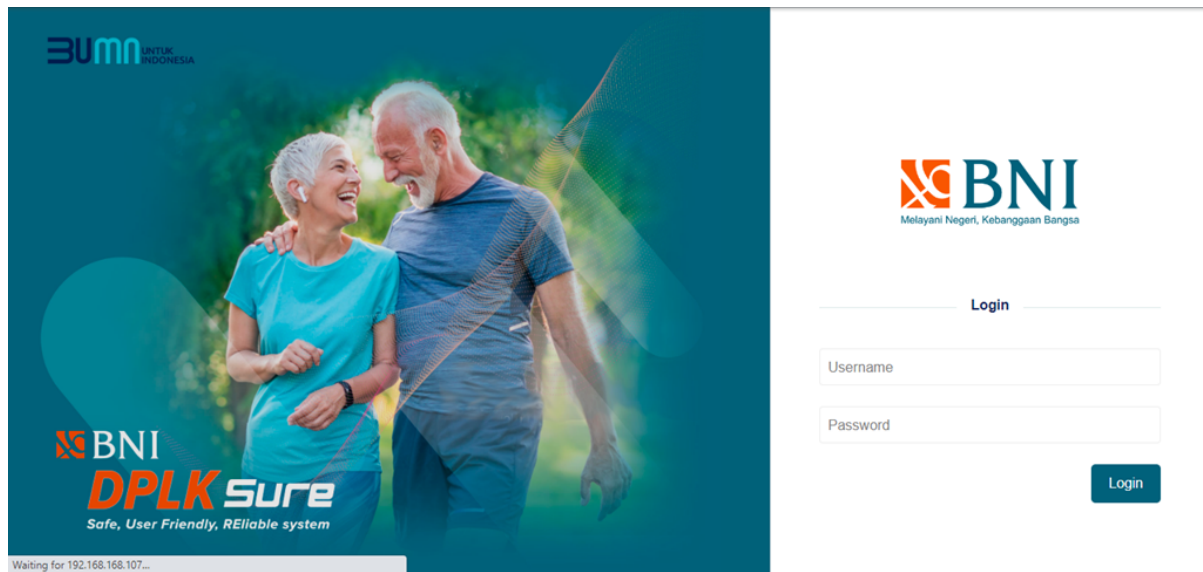 BUMN UNTUK
INDONESIA
BNI
DPLK Sure
Safe, User Friendly, REliable system
Waiting for 192.168.168.107...
BNI
Melayani Negeri, Kebanggaan Bangsa
Login
Username
Password
Login